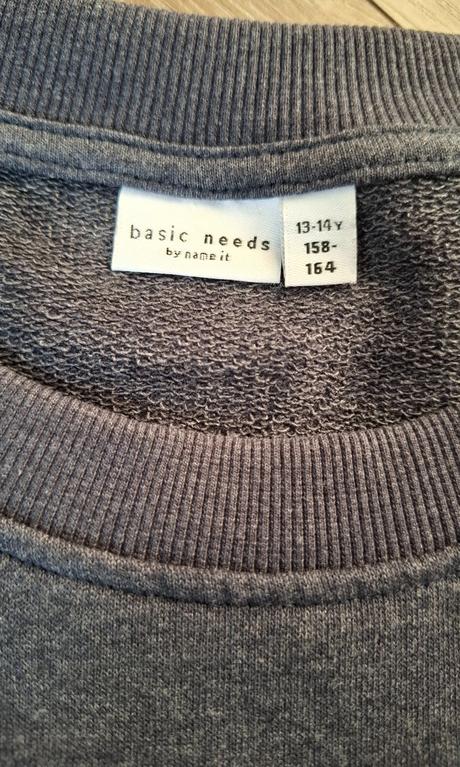 basic needs
by name it
13-14Y
158-
164